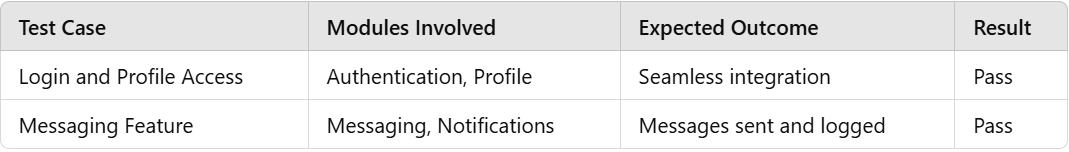 Test Case Modules Involved Expected Outcome Result
Login and Profile Access Authentication, Profile Seamless integration Pass
Messaging Feature Messaging, Notifications Messages sent and logged Pass